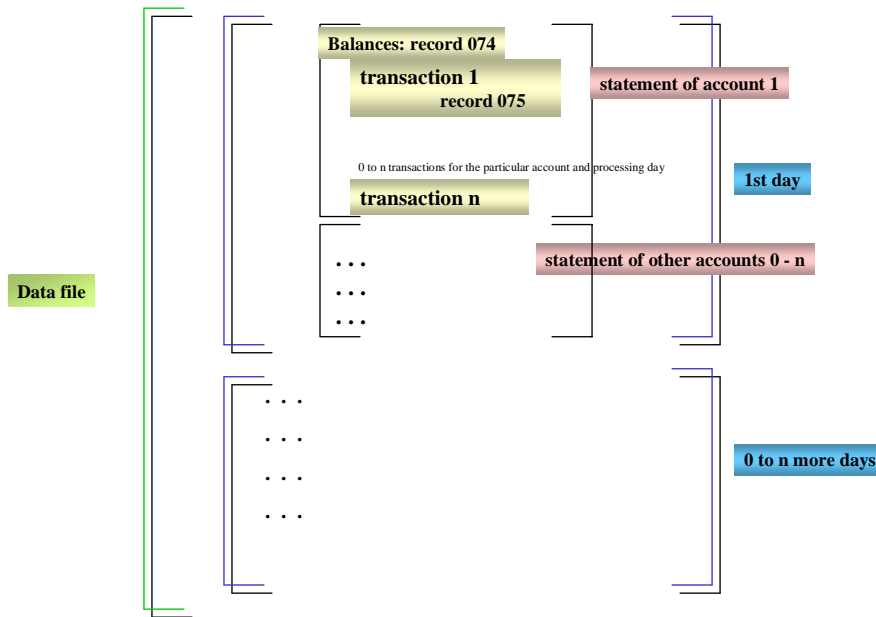 Balances: record 074
transaction 1
record 075
statement of account 1
0 to n transactions for the particular account and processing day
1st day
transaction n
statement of other accounts 0 - n
. . .
. . .
. . .
Data file
. . .
. . .
0 to n more days
. . .
. . .